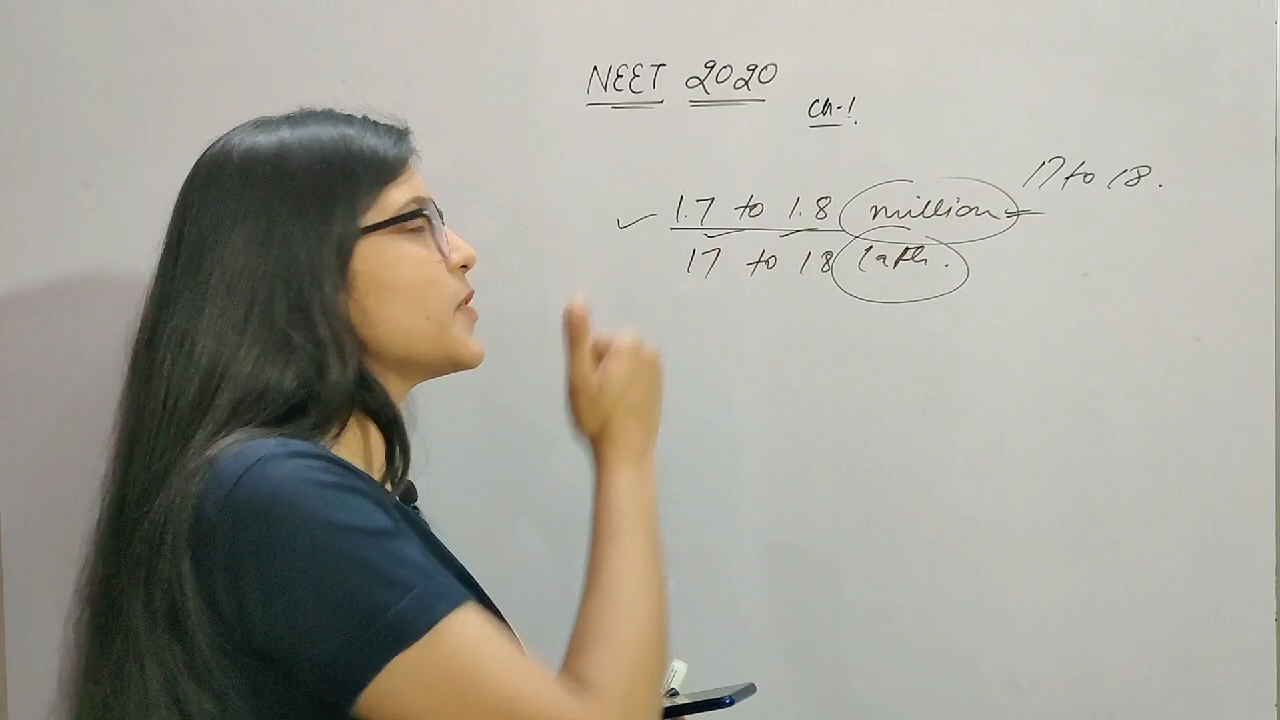 NEET 2020
Ch-1.
17 to 18.
1.7 to 1.8 million =
17 to 18 lakh.